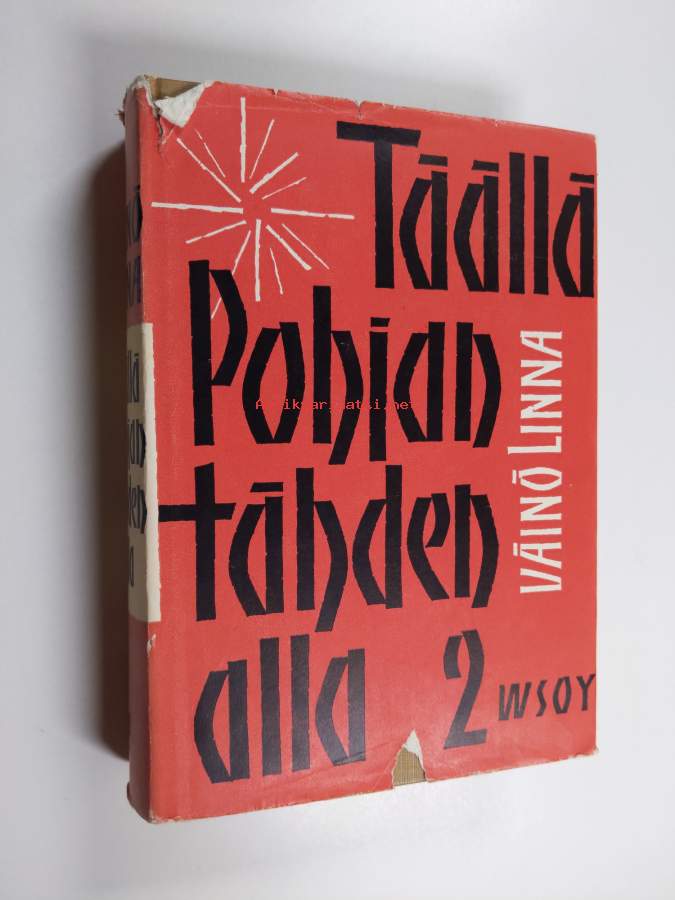 Täällä
Pohjan
tähden
alla 2
VÄINÖ LINNA
WSOY